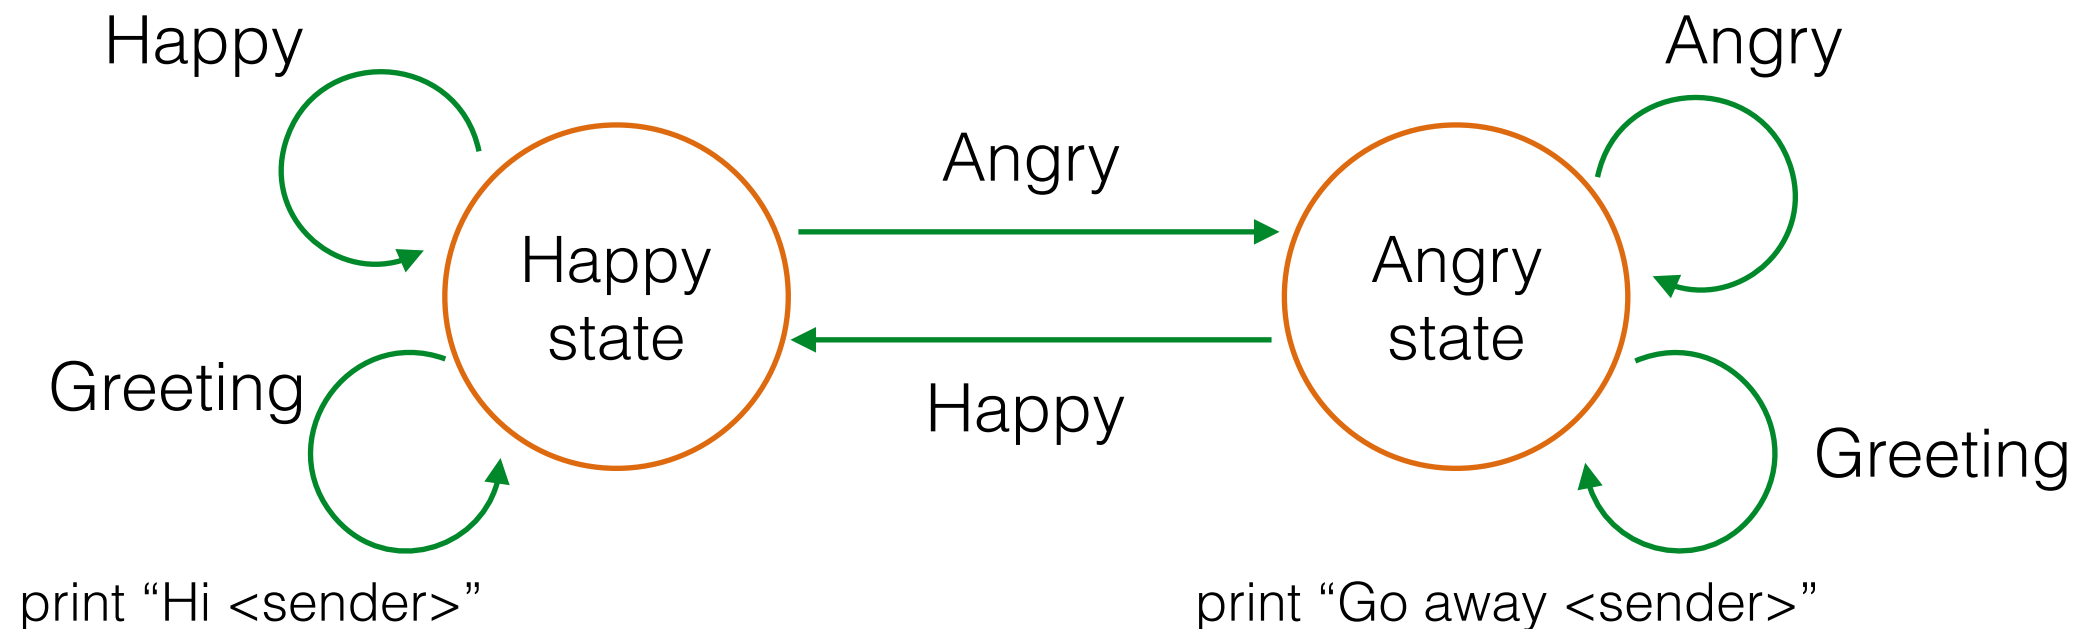 Happy
Angry
Angry
Happy
state
Angry
state
Greeting
Happy
Greeting
print “Hi <sender>”
print “Go away <sender>”